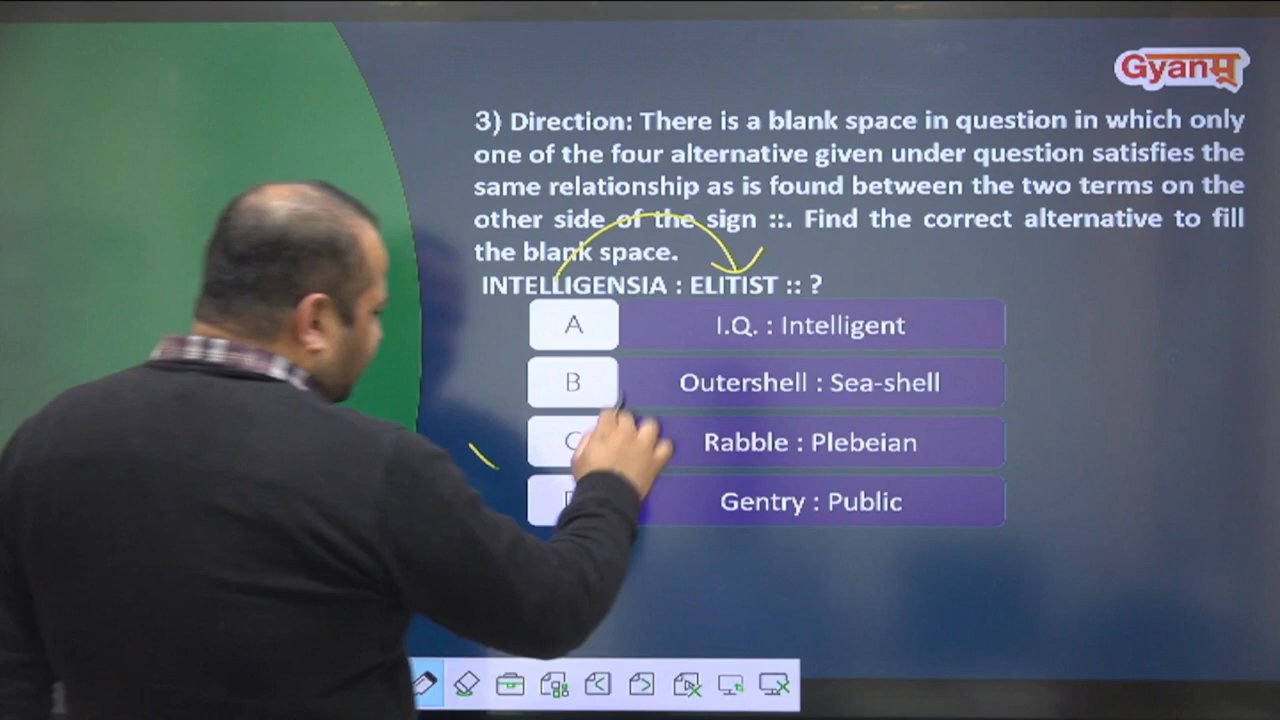 Gyanम्
3) Direction: There is a blank space in question in which only
one of the four alternative given under question satisfies the
same relationship as is found between the two terms on the
other side of the sign ::. Find the correct alternative to fill
the blank space.
INTELLIGENSIA : ELITIST :: ?
A I.Q. : Intelligent
B Outershell : Sea-shell
C Rabble : Plebeian
Gentry : Public